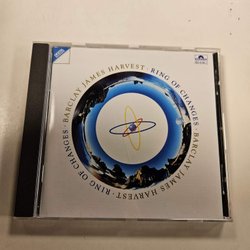 BARCLAY JAMES HARVEST · RING OF CHANGES · BARCLAY JAMES HARVEST · RING OF CHANGES ·